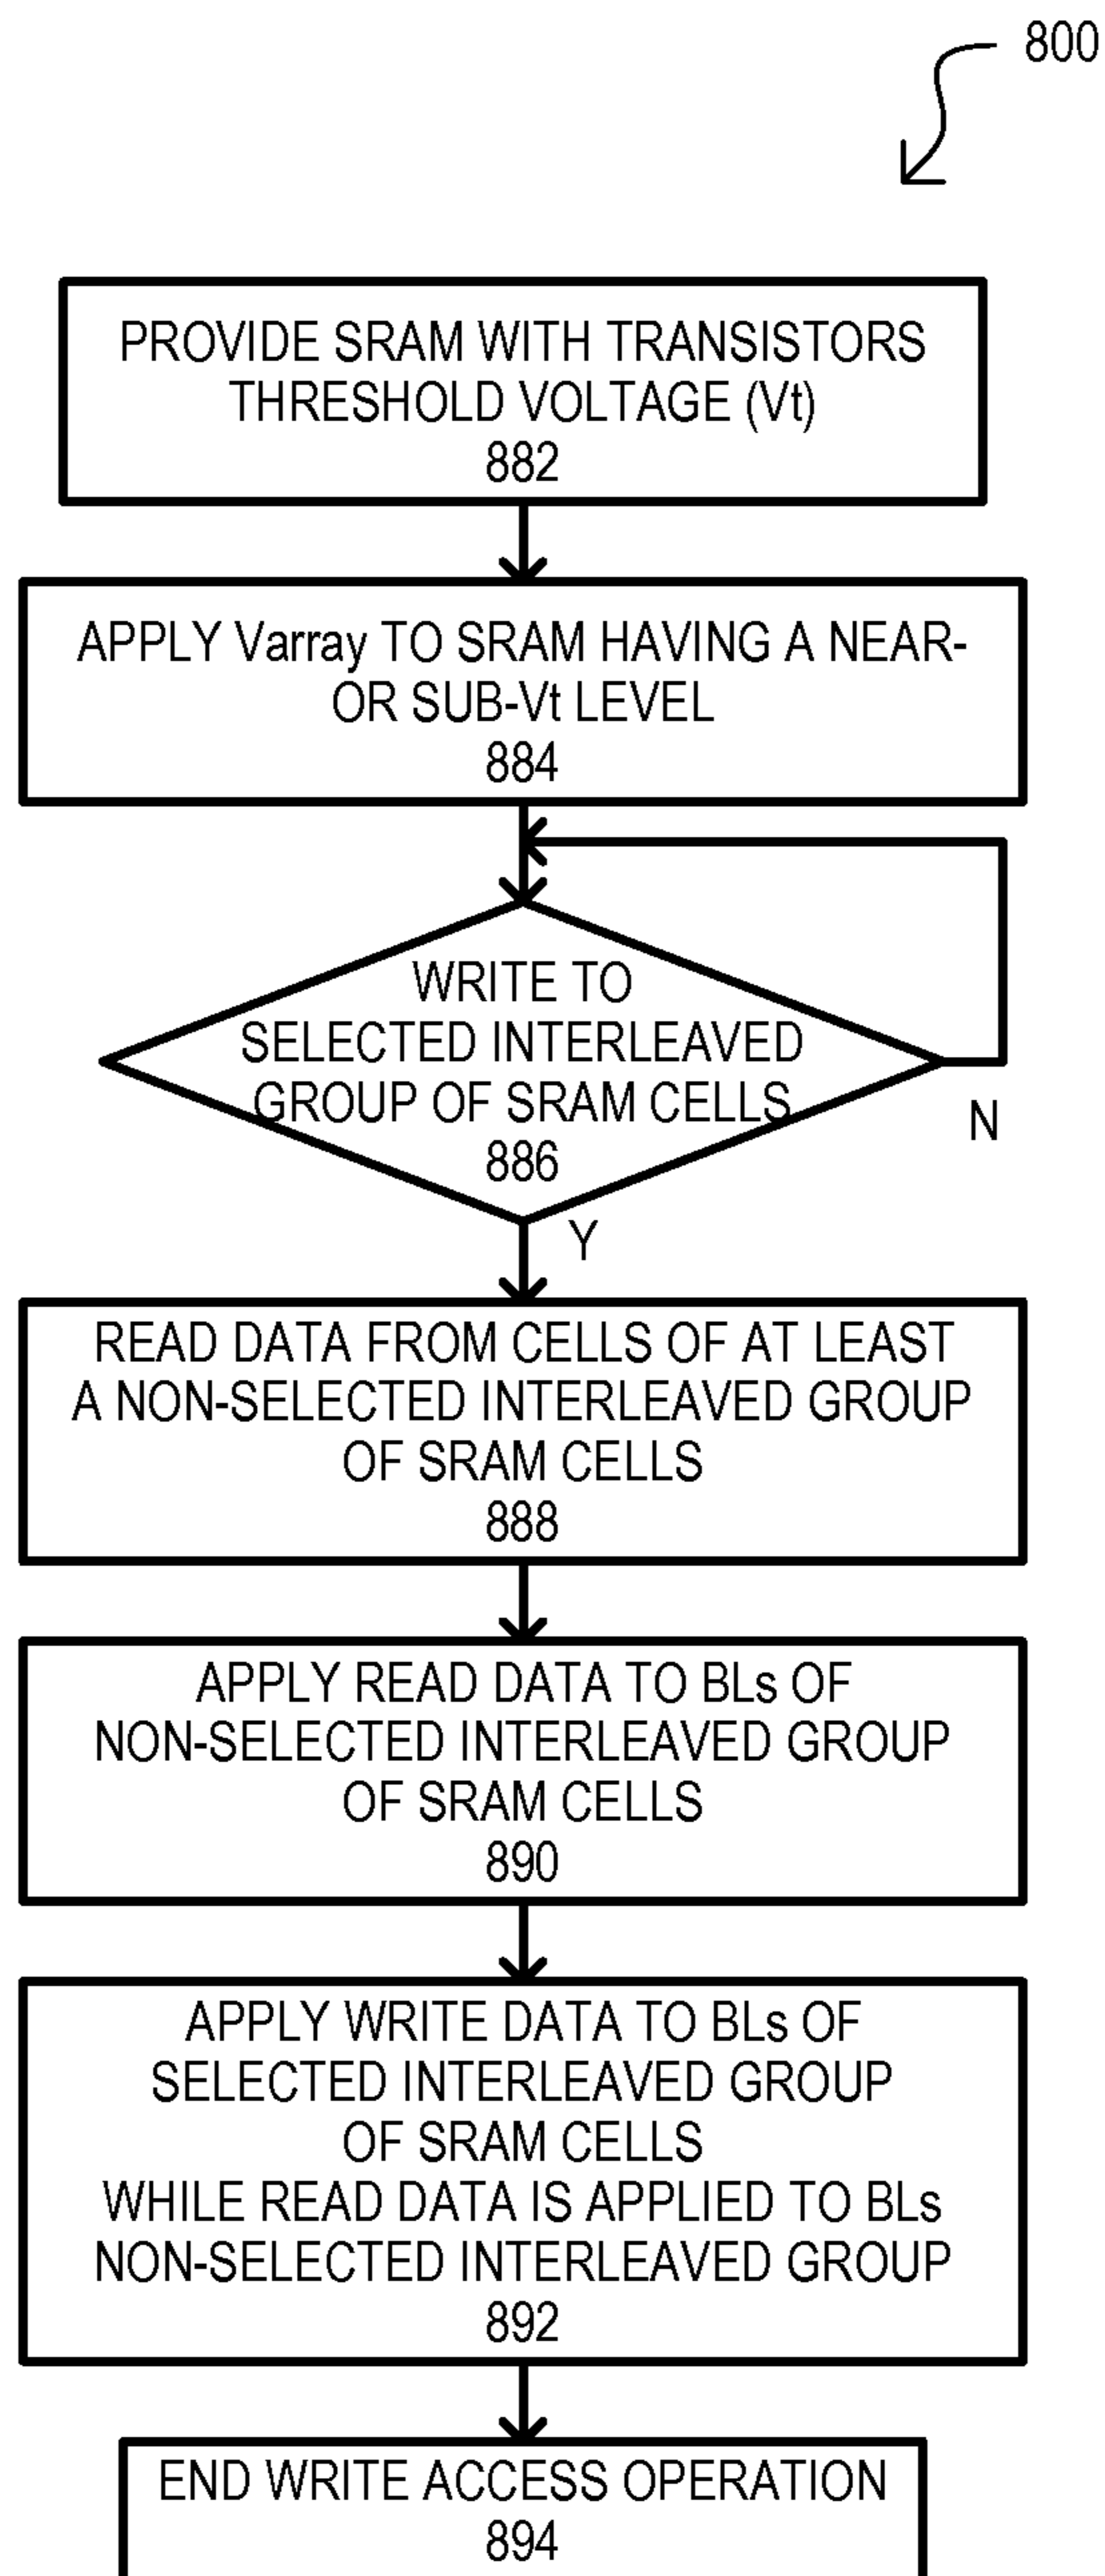 800
PROVIDE SRAM WITH TRANSISTORS
THRESHOLD VOLTAGE (Vt)
882
APPLY Varray TO SRAM HAVING A NEAR-
OR SUB-Vt LEVEL
884
WRITE TO
SELECTED INTERLEAVED
GROUP OF SRAM CELLS
886
N
Y
READ DATA FROM CELLS OF AT LEAST
A NON-SELECTED INTERLEAVED GROUP
OF SRAM CELLS
888
APPLY READ DATA TO BLs OF
NON-SELECTED INTERLEAVED GROUP
OF SRAM CELLS
890
APPLY WRITE DATA TO BLs OF
SELECTED INTERLEAVED GROUP
OF SRAM CELLS
WHILE READ DATA IS APPLIED TO BLs
NON-SELECTED INTERLEAVED GROUP
892
END WRITE ACCESS OPERATION
894